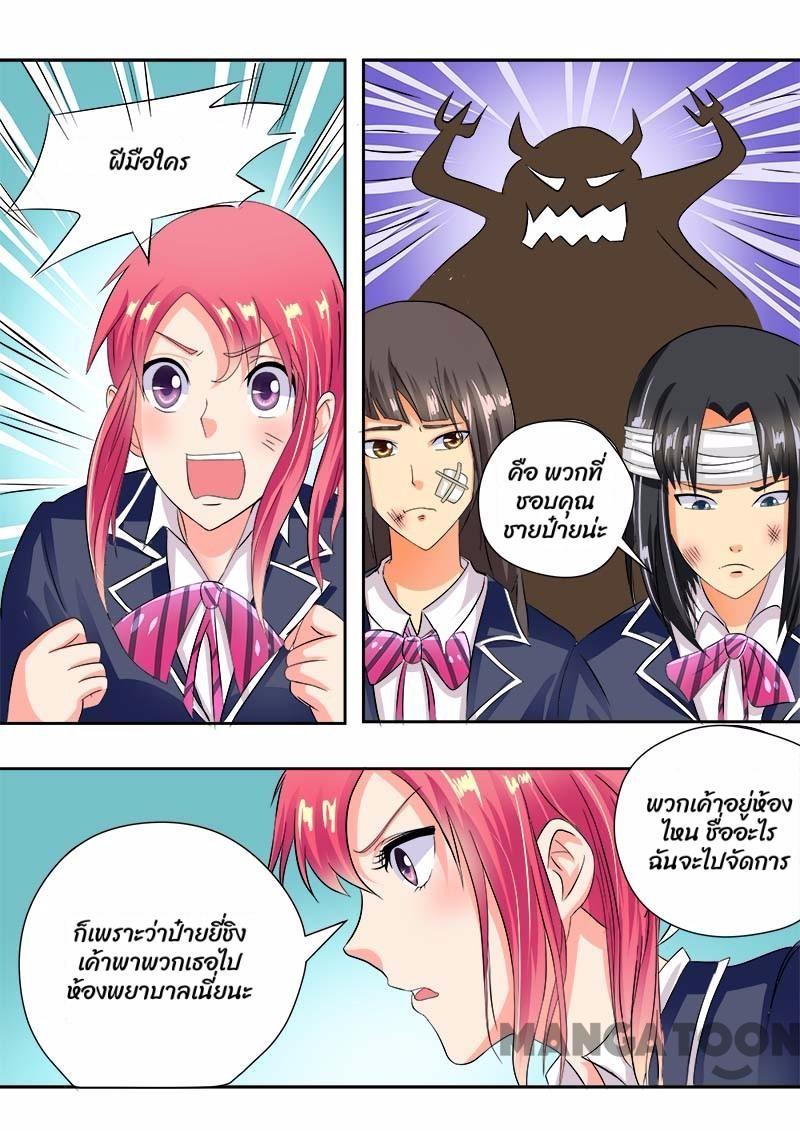 ฝีมือใคร
คือ พวกที่
ชอบคุณ
ชายป๋ายน่ะ
พวกเค้าอยู่ห้อง
ไหน ชื่ออะไร
ฉันจะไปจัดการ
ก็เพราะว่าป๋ายยี่ชิง
เค้าพาพวกเธอไป
ห้องพยาบาลเนี่ยนะ
MANGATOON